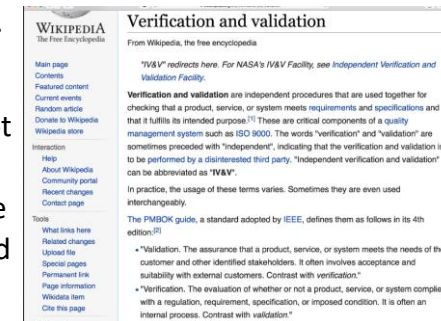 t
e
d
WIKIPEDIA
The Free Encyclopedia
Main page
Contents
Featured content
Current events
Random article
Donate to Wikipedia
Wikipedia store
Interaction
Help
About Wikipedia
Community portal
Recent changes
Contact page
Tools
What links here
Related changes
Upload file
Special pages
Permanent link
Page information
Wikidata item
Cite this page
Verification and validation
From Wikipedia, the free encyclopedia
"IV&V" redirects here. For NASA's IV&V Facility, see Independent Verification and
Validation Facility.
Verification and validation are independent procedures that are used together for
checking that a product, service, or system meets requirements and specifications and
that it fulfills its intended purpose.[1] These are critical components of a quality
management system such as ISO 9000. The words "verification" and "validation" are
sometimes preceded with "independent", indicating that the verification and validation is
to be performed by a disinterested third party. "Independent verification and validation"
can be abbreviated as "IV&V".
In practice, the usage of these terms varies. Sometimes they are even used
interchangeably.
The PMBOK guide, a standard adopted by IEEE, defines them as follows in its 4th
edition:[2]
• "Validation. The assurance that a product, service, or system meets the needs of the
customer and other identified stakeholders. It often involves acceptance and
suitability with external customers. Contrast with verification."
• "Verification. The evaluation of whether or not a product, service, or system complies
with a regulation, requirement, specification, or imposed condition. It is often an
internal process. Contrast with validation."